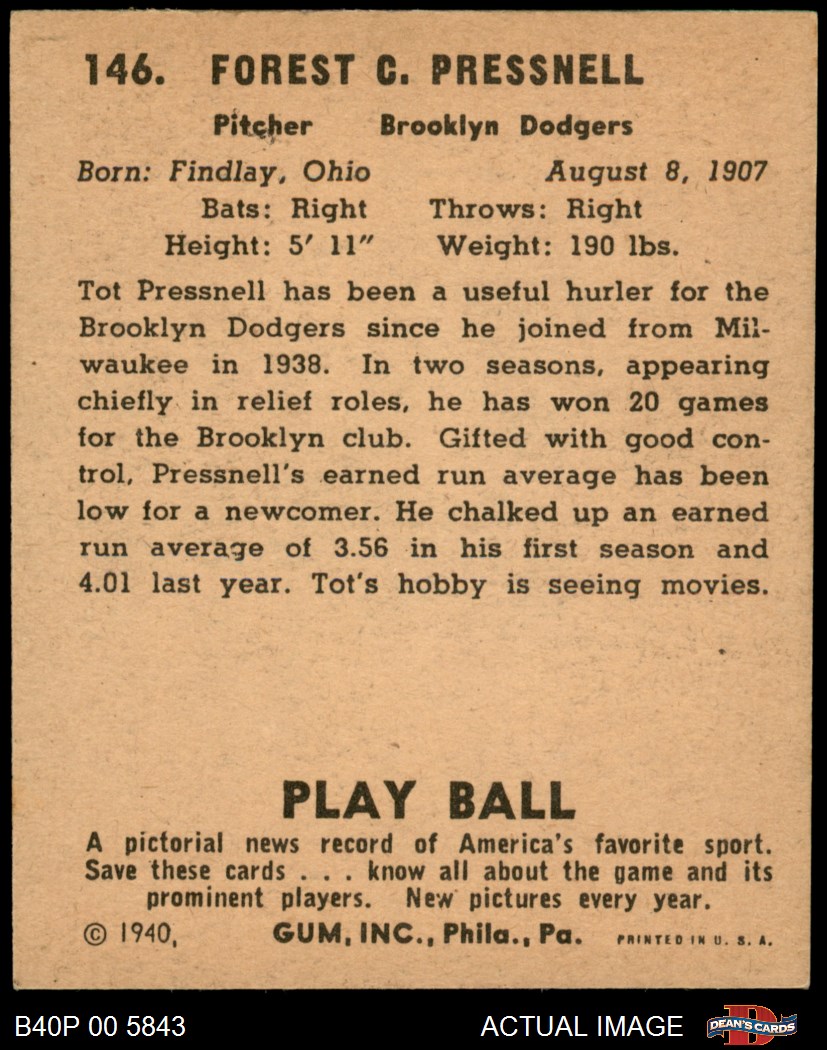 146. FOREST C. PRESSNELL
Pitcher Brooklyn Dodgers
Born: Findlay, Ohio August 8, 1907
Bats: Right Throws: Right
Height: 5′ 11″ Weight: 190 lbs.
Tot Pressnell has been a useful hurler for the
Brooklyn Dodgers since he joined from Mil-
waukee in 1938. In two seasons, appearing
chiefly in relief roles, he has won 20 games
for the Brooklyn club. Gifted with good con-
trol, Pressnell's earned run average has been
low for a newcomer. He chalked up an earned
run average of 3.56 in his first season and
4.01 last year. Tot's hobby is seeing movies.
PLAY BALL
A pictorial news record of America's favorite sport.
Save these cards . . . know all about the game and its
prominent players. New pictures every year.
© 1940, GUM, INC., Phila., Pa. PRINTED IN U. S. A.
B40P 00 5843 ACTUAL IMAGE D DEAN'S CARDS